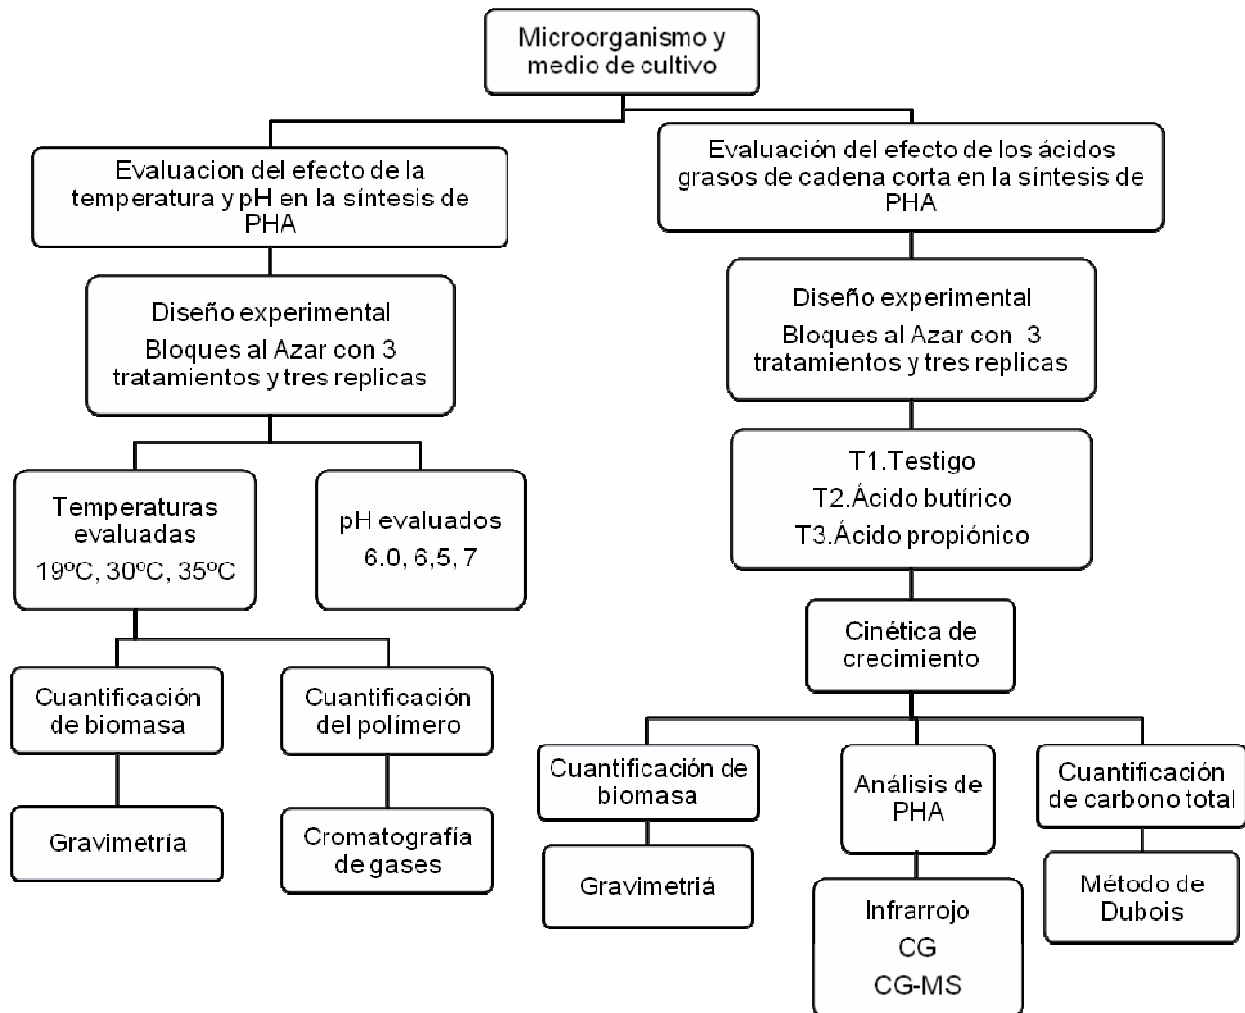 Microorganismo y
medio de cultivo
Evaluacion del efecto de la
temperatura y pH en la síntesis de
PHA
Evaluación del efecto de los ácidos
grasos de cadena corta en la síntesis de
PHA
Diseño experimental
Bloques al Azar con 3
tratamientos y tres replicas
Diseño experimental
Bloques al Azar con 3
tratamientos y tres replicas
Temperaturas
evaluadas
19ºC, 30ºC, 35ºC
pH evaluados
6.0, 6,5, 7
T1.Testigo
T2.Ácido butírico
T3.Ácido propiónico
Cinética de
crecimiento
Cuantificación
de biomasa
Cuantificación
del polímero
Gravimetría
Cromatografía
de gases
Cuantificación de
biomasa
Análisis de
PHA
Cuantificación
de carbono total
Gravimetriá
Infrarrojo
CG
CG-MS
Método de
Dubois